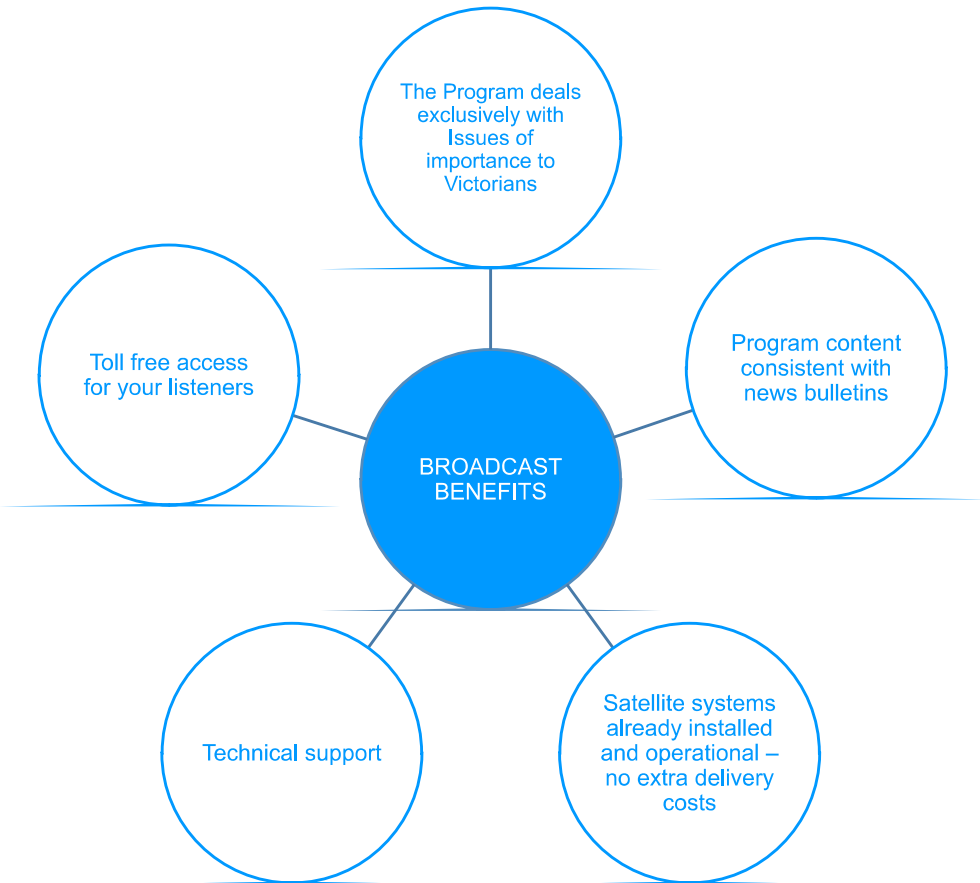 The Program deals
exclusively with
Issues of
importance to
Victorians
Toll free access
for your listeners
Program content
consistent with
news bulletins
BROADCAST
BENEFITS
Technical support
Satellite systems
already installed
and operational –
no extra delivery
costs